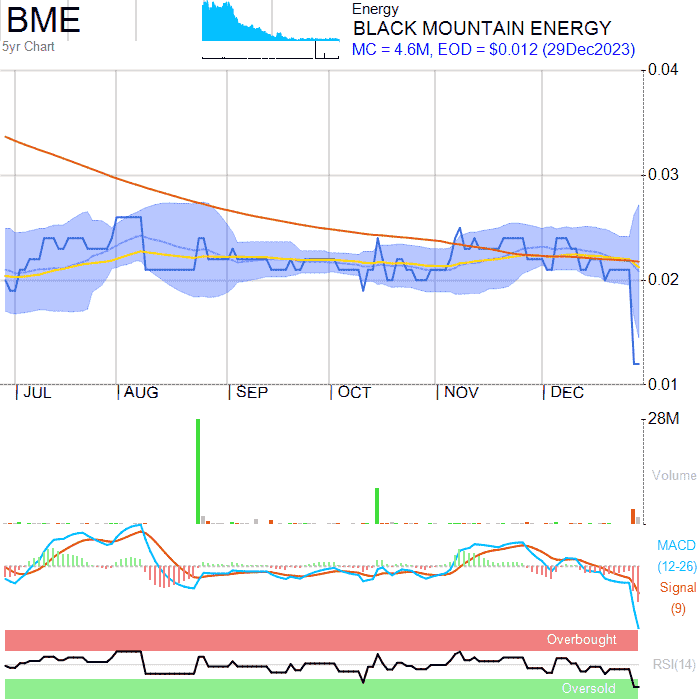 BME
5yr Chart
Energy
BLACK MOUNTAIN ENERGY
MC = 4.6M, EOD = $0.012 (29Dec2023)
0.04
0.03
0.02
0.01
JUL AUG SEP OCT NOV DEC
28M
Volume
MACD
(12-26)
Signal
(9)
Overbought
RSI(14)
Oversold